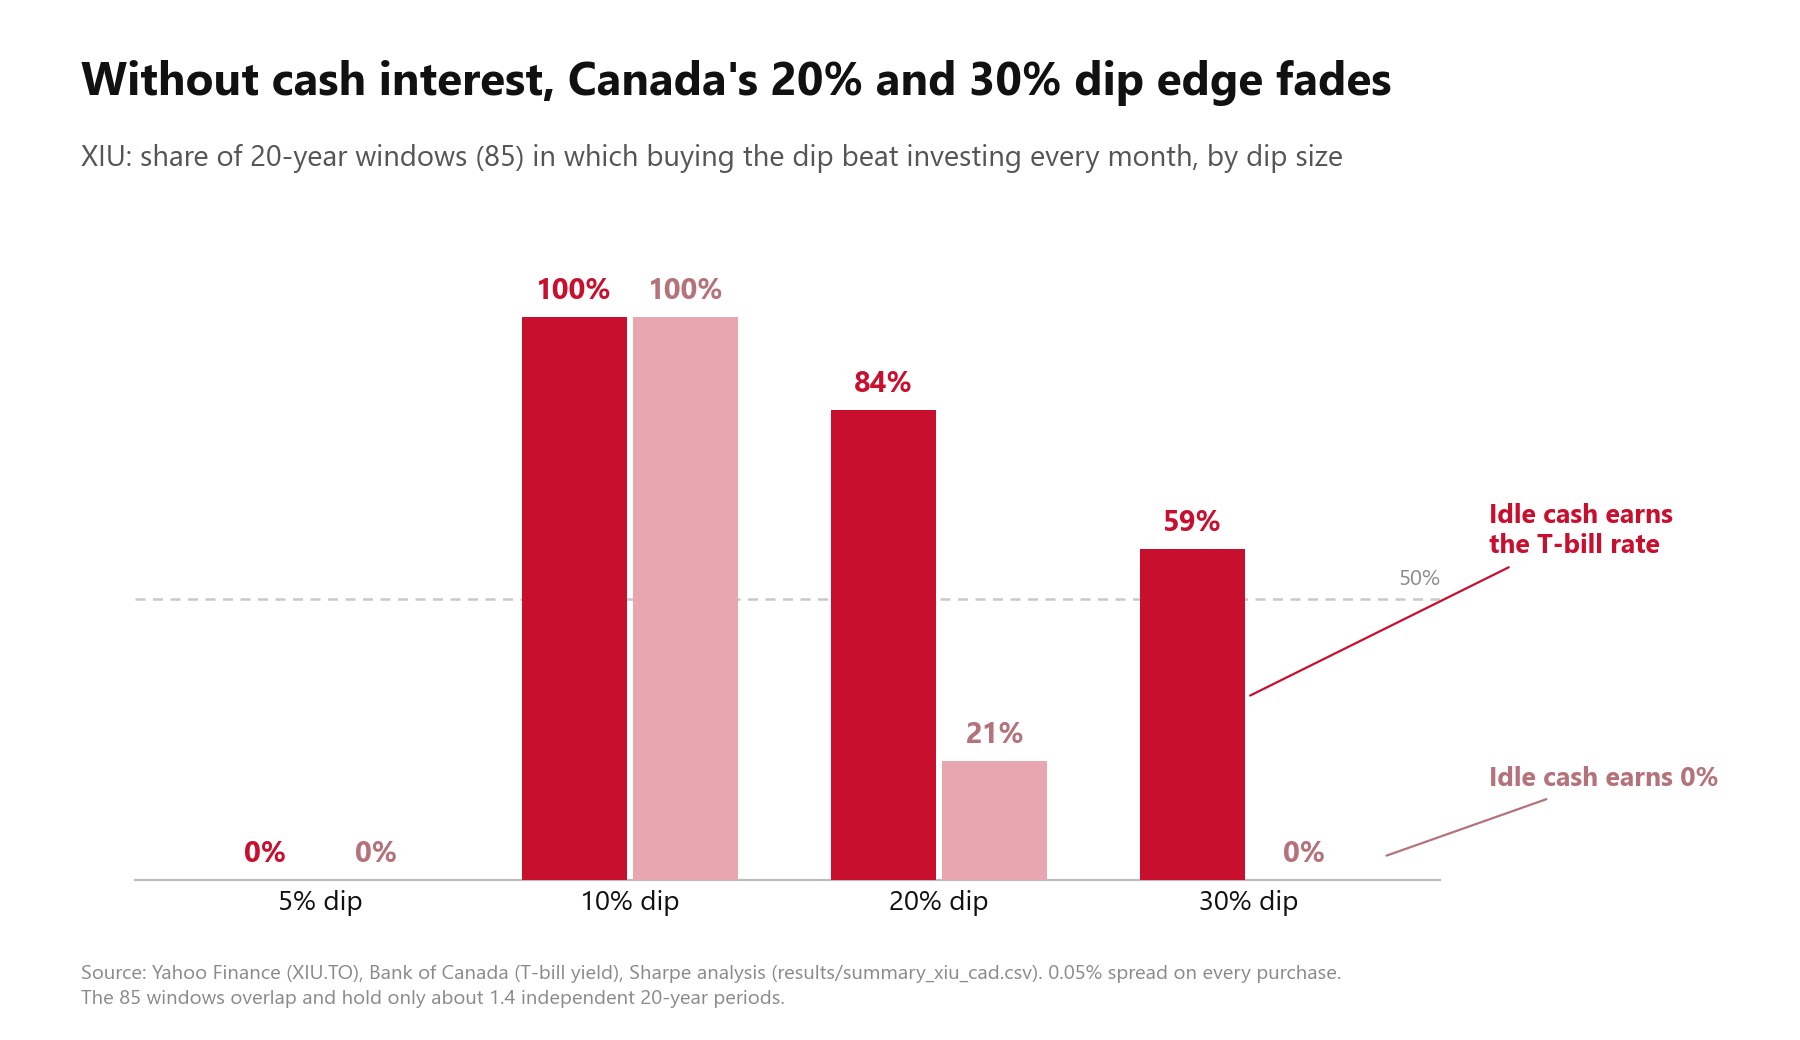 Without cash interest, Canada's 20% and 30% dip edge fades
XIU: share of 20-year windows (85) in which buying the dip beat investing every month, by dip size
100%
100%
84%
59%
Idle cash earns
the T-bill rate
50%
21%
Idle cash earns 0%
0%
0%
0%
5% dip
10% dip
20% dip
30% dip
Source: Yahoo Finance (XIU.TO), Bank of Canada (T-bill yield), Sharpe analysis (results/summary_xiu_cad.csv). 0.05% spread on every purchase.
The 85 windows overlap and hold only about 1.4 independent 20-year periods.